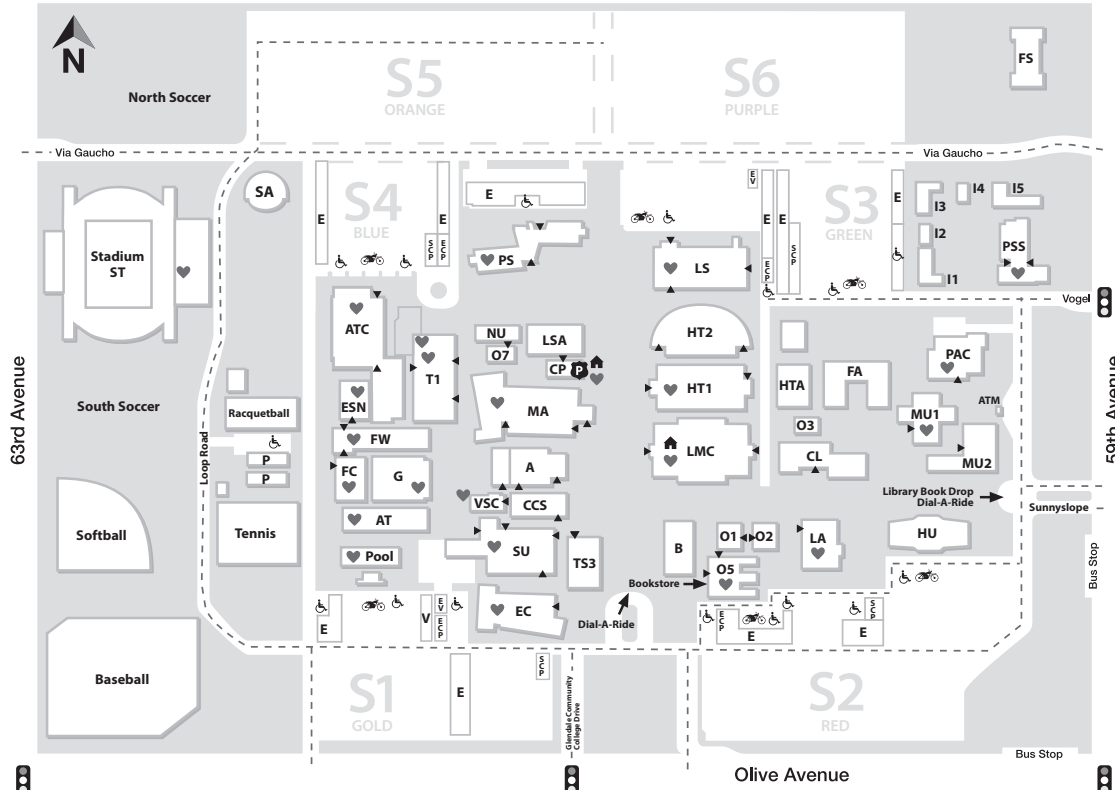 N
North Soccer
S5
ORANGE
S6
PURPLE
FS
Via Gaucho
Via Gaucho
SA
E
S4
BLUE
E
SCP
ECP
E
EV
E
E
ECP
SCP
S3
GREEN
E
I3
I4
I5
I2
I1
PSS
Stadium
ST
PS
LS
Vogel
ATC
NU
O7
LSA
CP
P
HT2
T1
ESN
MA
HT1
HTA
FA
PAC
ATM
MU1
MU2
63rd Avenue
59th Avenue
South Soccer
Loop Road
Racquetball
P
P
FW
FC
G
A
LMC
O3
CL
VSC
CCS
AT
Library Book Drop
Dial-A-Ride
Sunnyslope
Softball
Tennis
Pool
SU
TS3
B
O1
O2
LA
HU
O5
Bookstore
Dial-A-Ride
Bus Stop
EC
E
V
EV
ECP
ECP
E
SCP
E
Baseball
S1
GOLD
E
SCP
Glendale Community
College Drive
S2
RED
Bus Stop
Olive Avenue